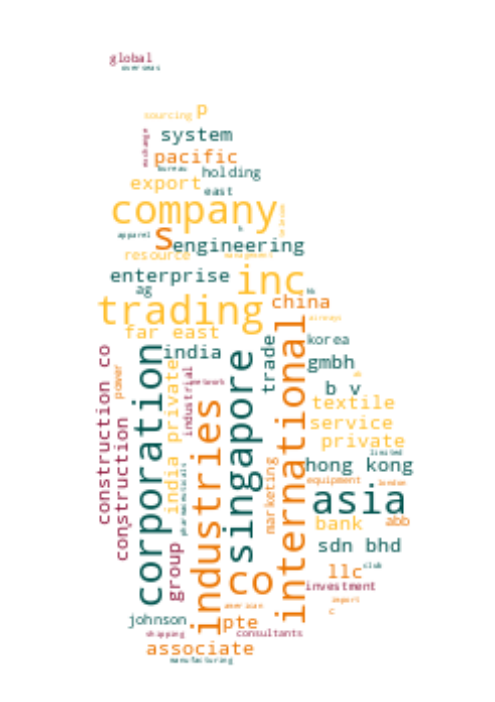 global
overseas
sourcing
p
system
exchange
pacific
bureau
holding
export
east
company
apparel
s
engineering
resource
management
enterprise
inc
ag
trading
china
airways
far east
india
trade
korea
gmbh
construction co
power
corporation
india private
industrial
network
industries
singapore
international
b v
textile
service
private
limited
construction
pharmaceuticals
marketing
hong kong
equipment
london
asia
bank
abb
sdn bhd
club
group
co
llc
investment
american
import
c
johnson
pte
shipping
consultants
associate
manufacturing